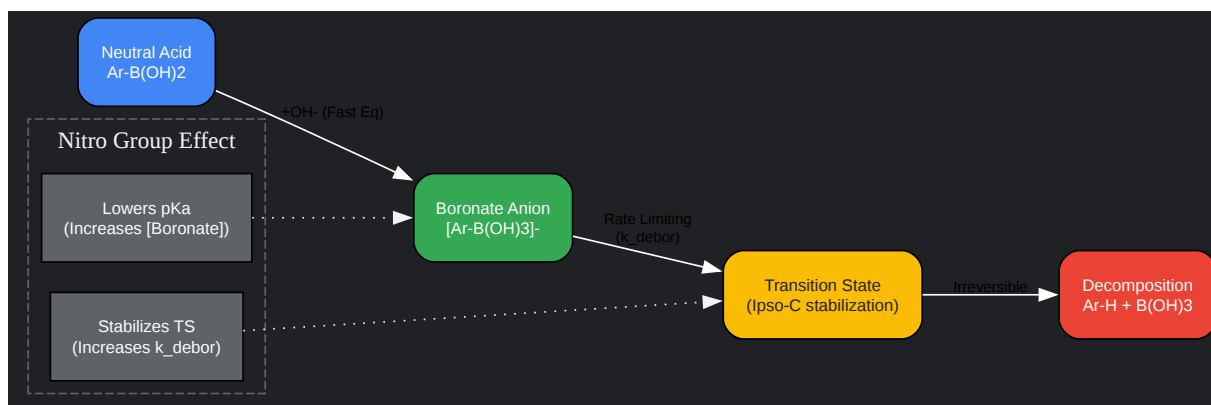 Neutral Acid
Ar-B(OH)2
+OH- (Fast Eq)
Nitro Group Effect
Lowers pKa
(Increases [Boronate])
Boronate Anion
[Ar-B(OH)3]-
Rate Limiting
(k_debor)
Transition State
(Ipso-C stabilization)
Irreversible
Decomposition
Ar-H + B(OH)3
Stabilizes TS
(Increases k_debor)